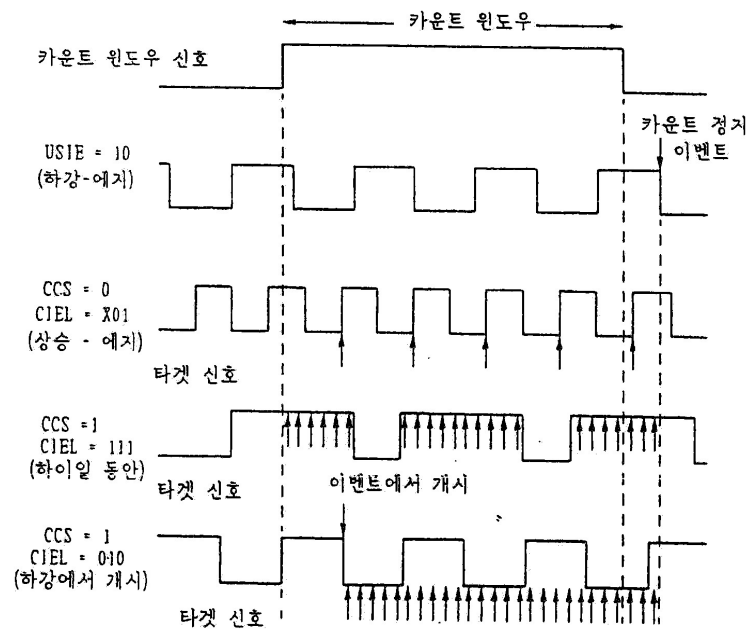 카운트 윈도우
카운트 윈도우 신호
카운트 정지
이벤트
USIE = 10
(하강-에지)
CCS = 0
CIEL = X01
(상승 - 에지)
타겟 신호
CCS =1
CIEL = 111
(하이일 동안)
타겟 신호
이벤트에서 개시
CCS = 1
CIEL = 010
(하강에서 개시)
타겟 신호